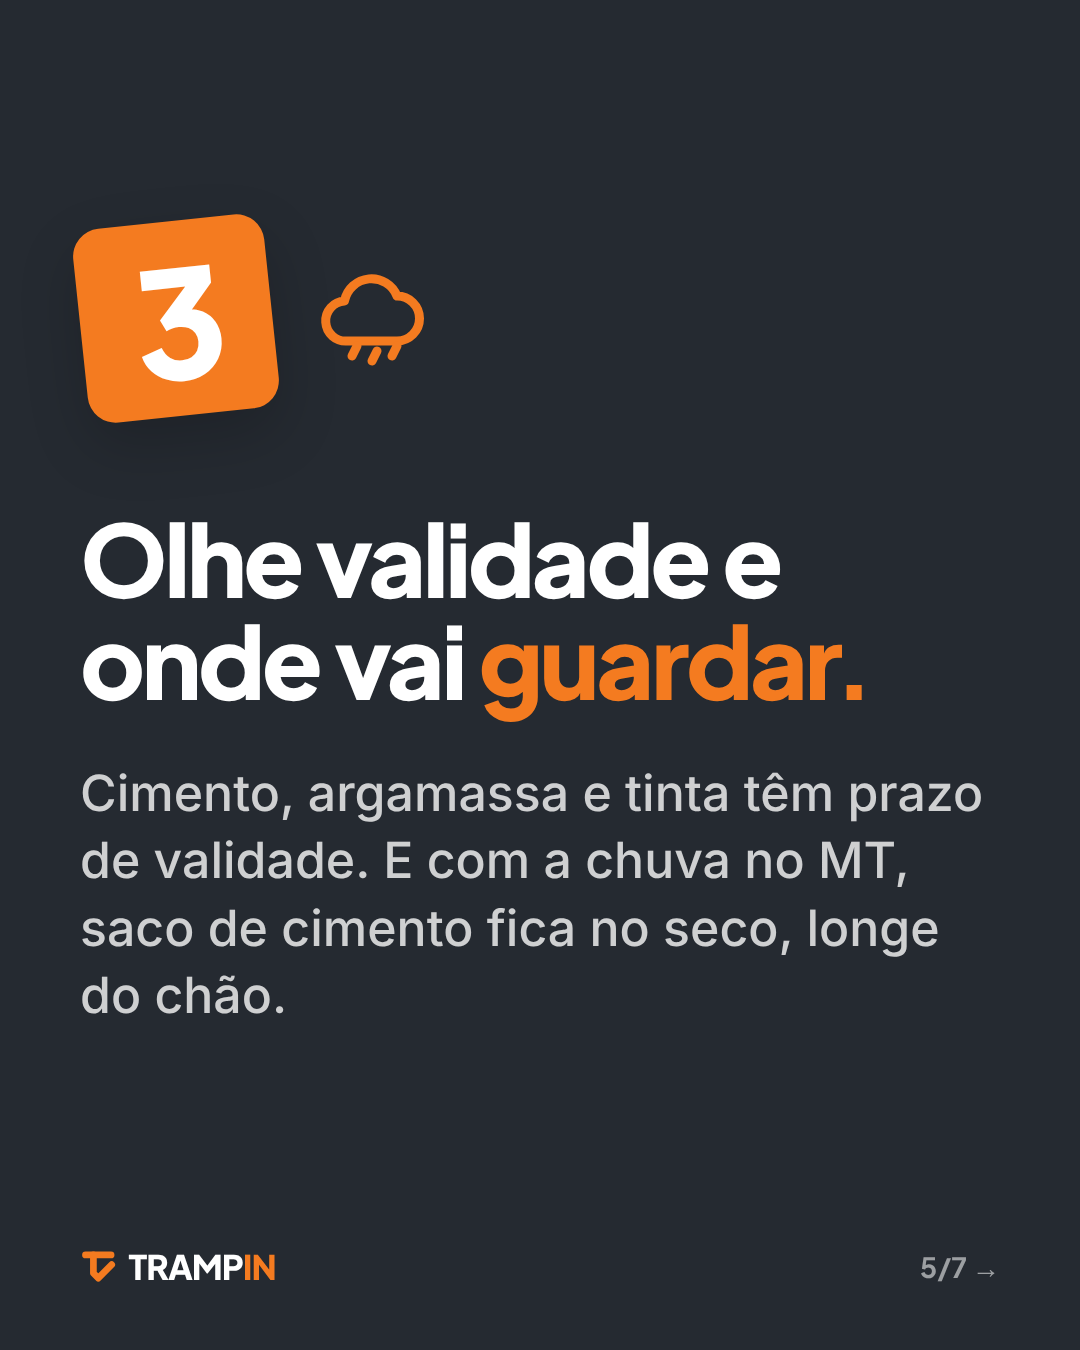 3
Olhe validade e
onde vai guardar.
Cimento, argamassa e tinta têm prazo
de validade. E com a chuva no MT,
saco de cimento fica no seco, longe
do chão.
TRAMPIN
5/7 →